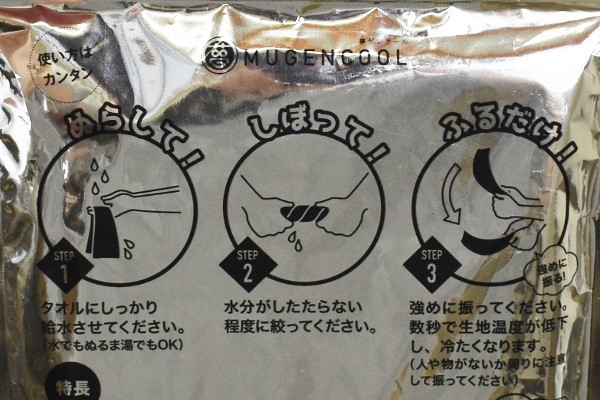 使い方は
カンタン
MUGENCOOL
ぬらして!
しぼって!
ふるだけ!
STEP
1
STEP
2
STEP
3
強めに
振る!
タオルにしっかり
給水させてください。
(水でもぬるま湯でもOK)
水分がしたたらない
程度に絞ってください。
強めに振ってください。
数秒で生地温度が低下
し、冷たくなります。
(人や物がないか周りに注意
して振ってください)
特長